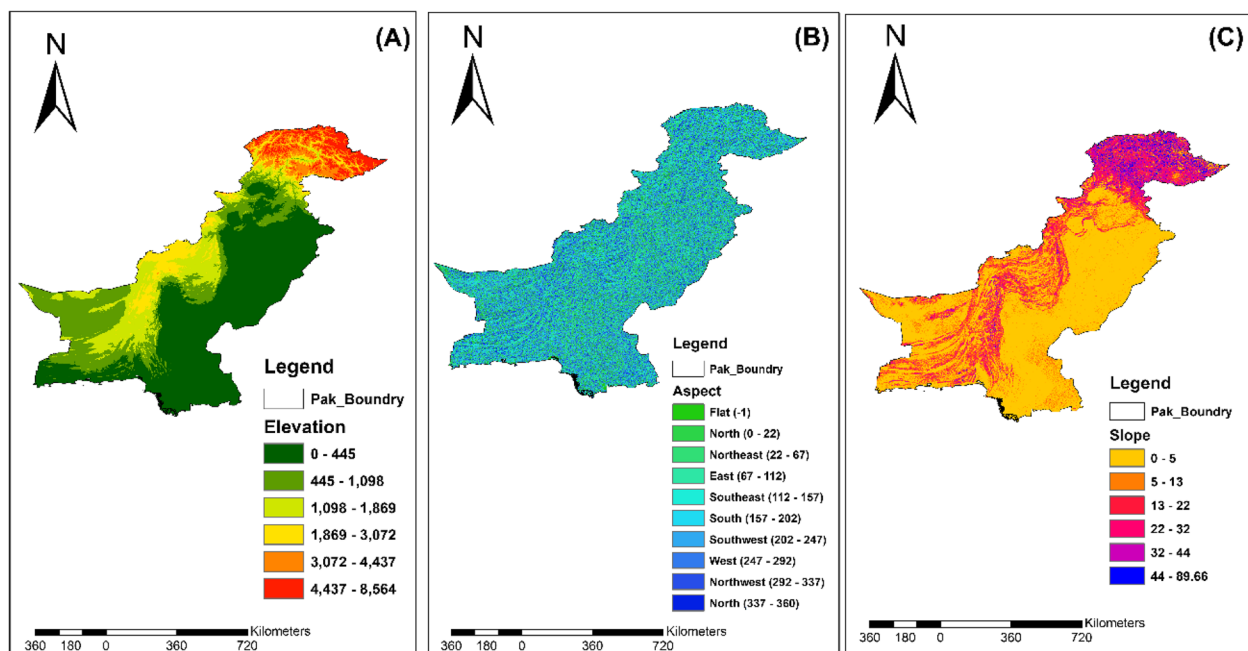 (A)
N
Legend
Pak_Boundry
Elevation
0 - 445
445 - 1,098
1,098 - 1,869
1,869 - 3,072
3,072 - 4,437
4,437 - 8,564
Kilometers
360 180 0 360 720
(B)
N
Legend
Pak_Boundry
Aspect
Flat (-1)
North (0 - 22)
Northeast (22 - 67)
East (67 - 112)
Southeast (112 - 157)
South (157 - 202)
Southwest (202 - 247)
West (247 - 292)
Northwest (292 - 337)
North (337 - 360)
Kilometers
360 180 0 360 720
(C)
N
Legend
Pak_Boundry
Slope
0 - 5
5 - 13
13 - 22
22 - 32
32 - 44
44 - 89.66
Kilometers
360 180 0 360 720